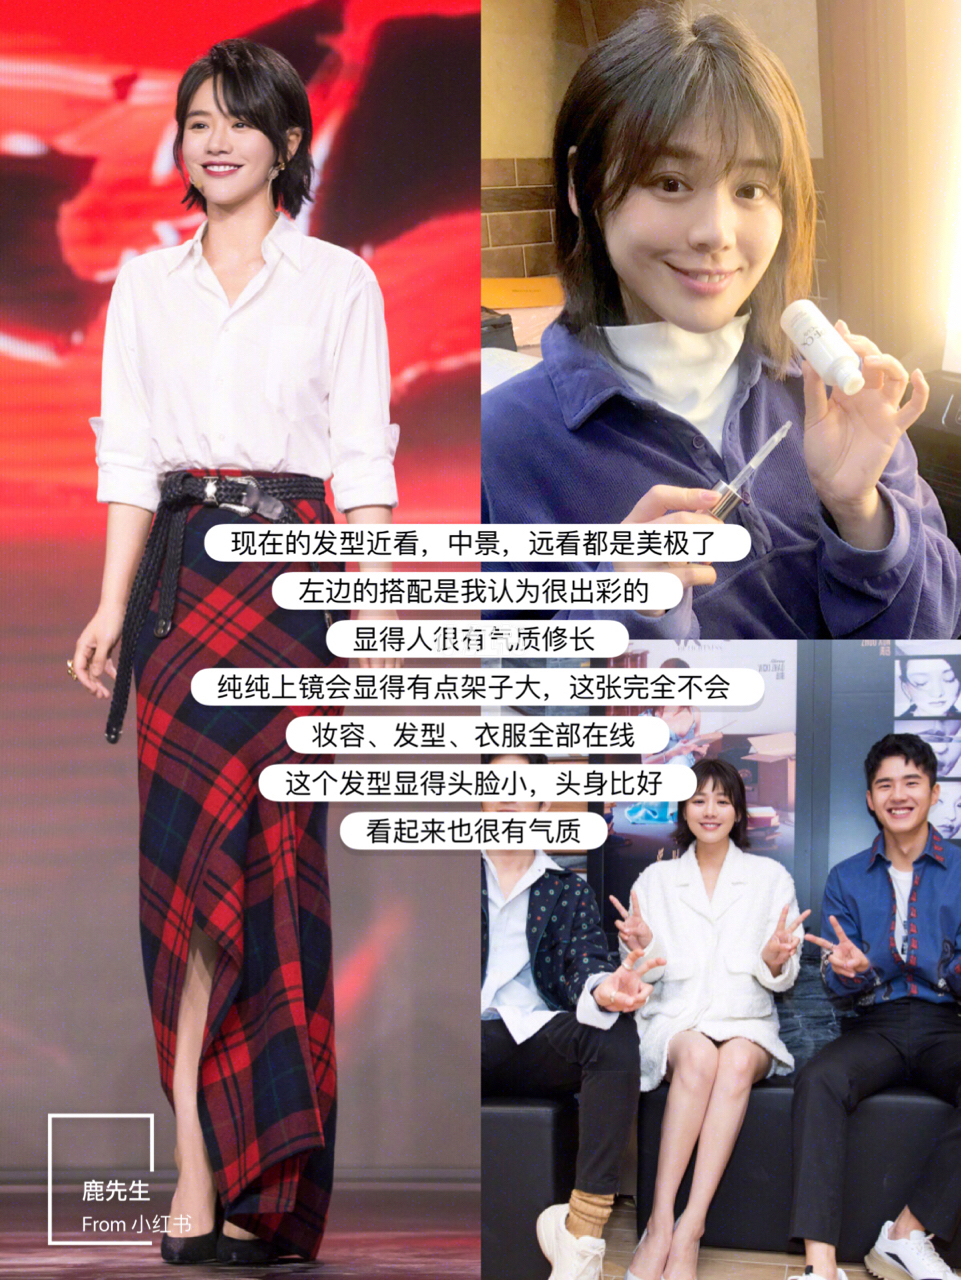 现在的发型近看，中景，远看都是美极了
左边的搭配是我认为很出彩的
显得人很有气质修长
纯纯上镜会显得有点架子大，这张完全不会
妆容、发型、衣服全部在线
这个发型显得头脸小，头身比好
看起来也很有气质
鹿先生
From 小红书